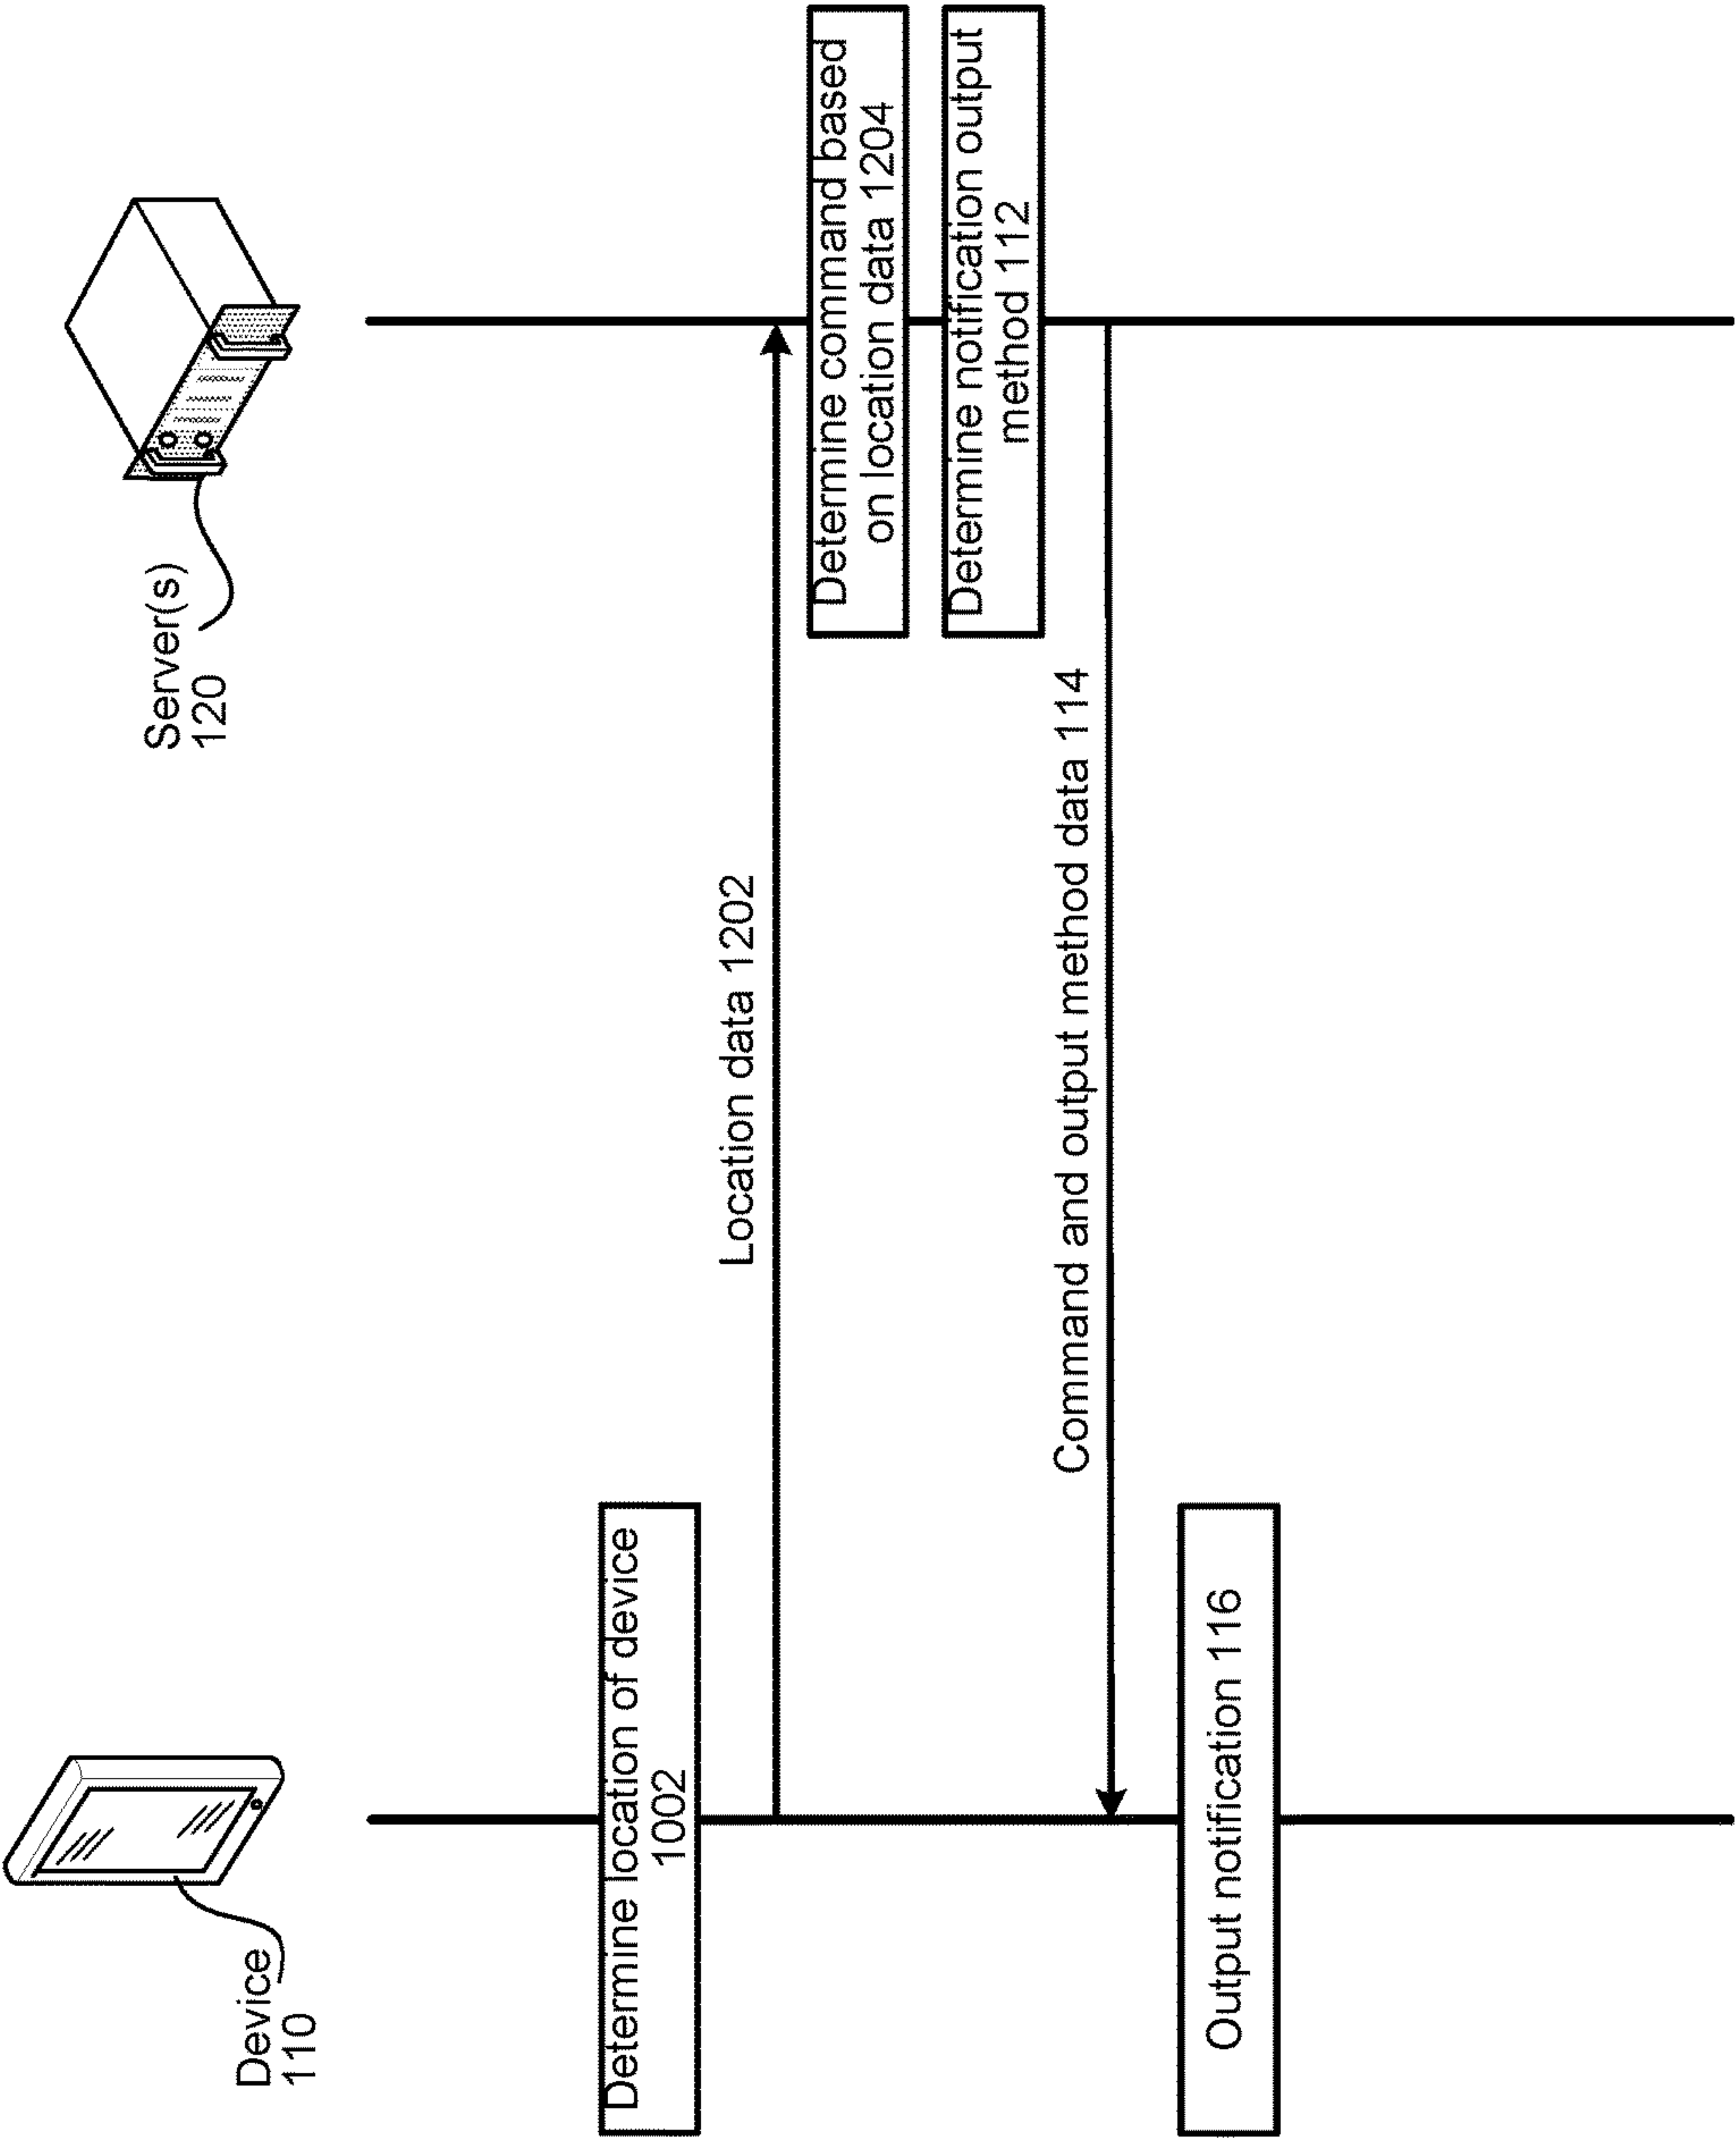 Device
110
Server(s)
120
Determine location of device
1002
Location data 1202
Determine command based
on location data 1204
Determine notification output
method 112
Command and output method data 114
Output notification 116